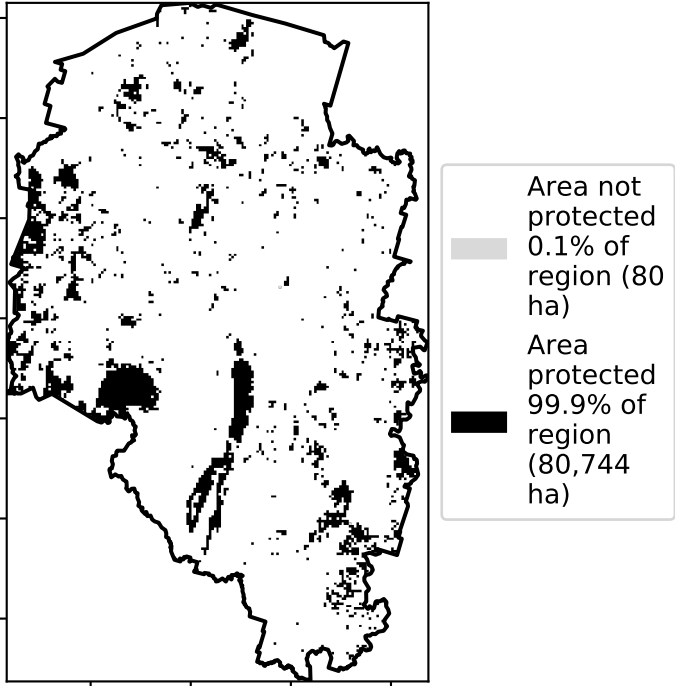 Area not
protected
0.1% of
region (80
ha)
Area
protected
99.9% of
region
(80,744
ha)